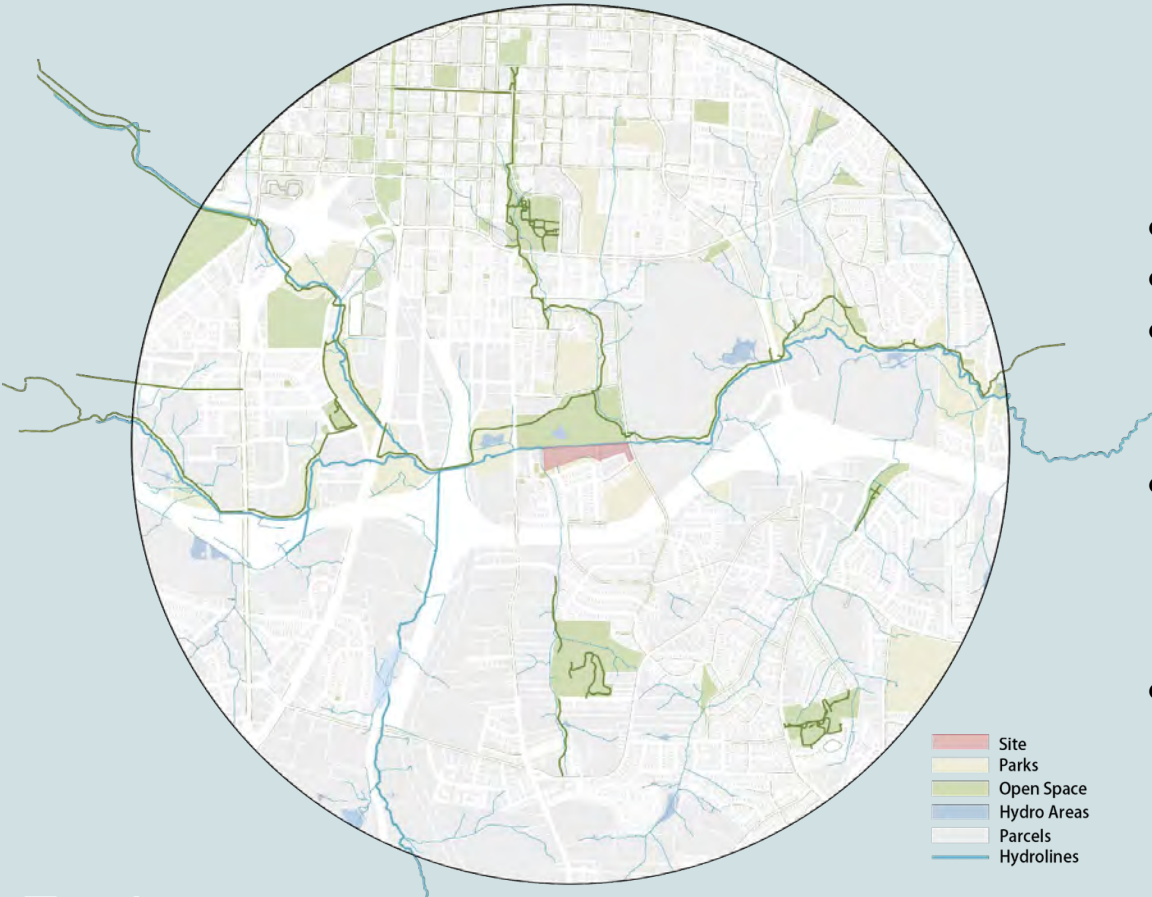 Site
Parks
Open Space
Hydro Areas
Parcels
Hydrolines